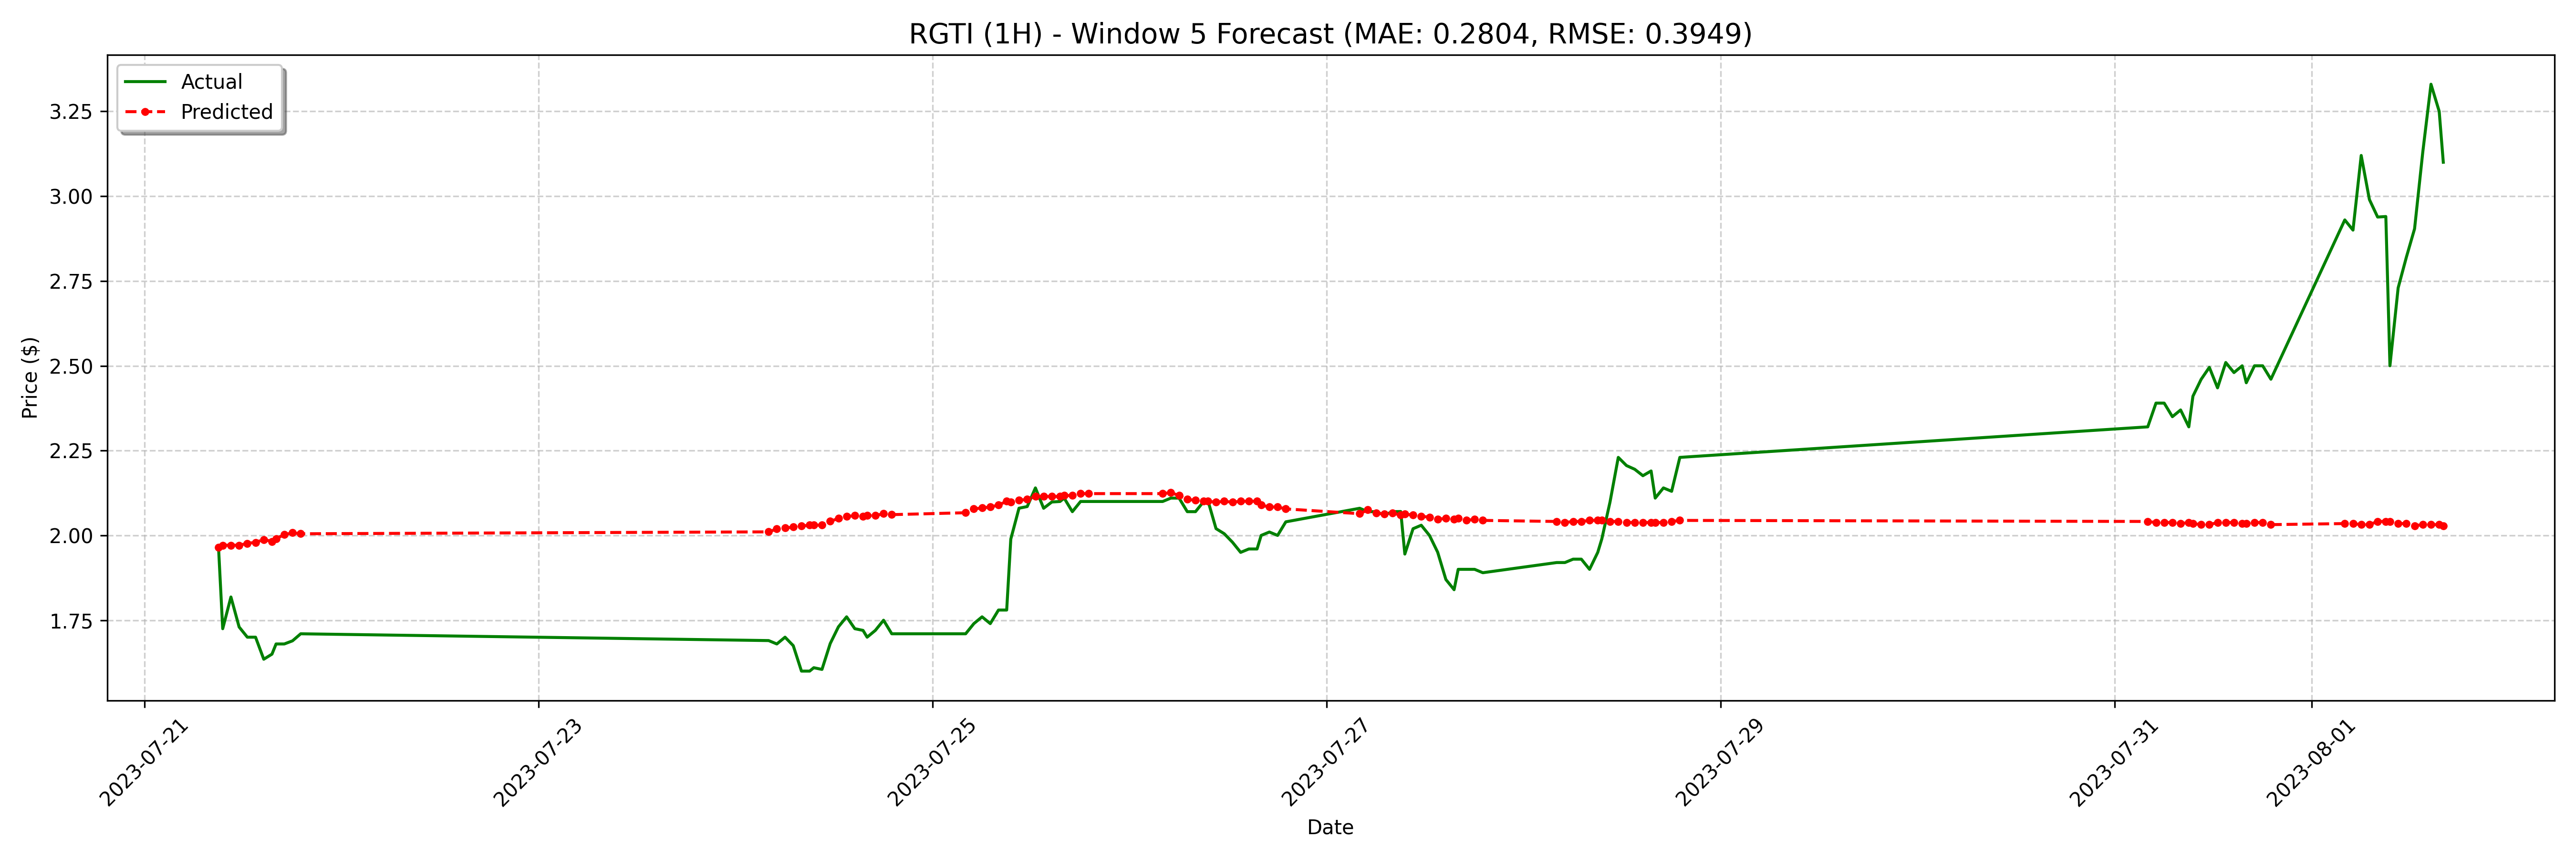 RGTI (1H) - Window 5 Forecast (MAE: 0.2804, RMSE: 0.3949)
Actual
Predicted
Price ($)
3.25
3.00
2.75
2.50
2.25
2.00
1.75
2023-07-21
2023-07-23
2023-07-25
2023-07-27
2023-07-29
2023-07-31
2023-08-01
Date